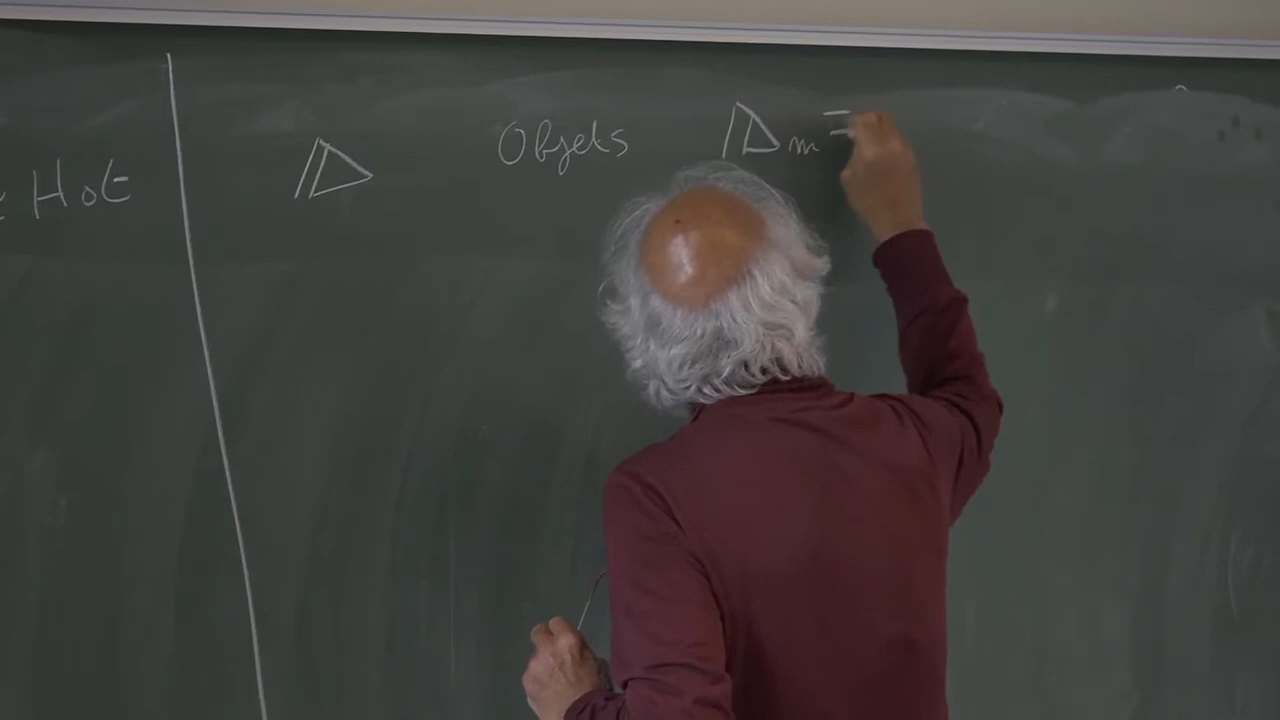 Hot
𝔻 Objets 𝔻m =